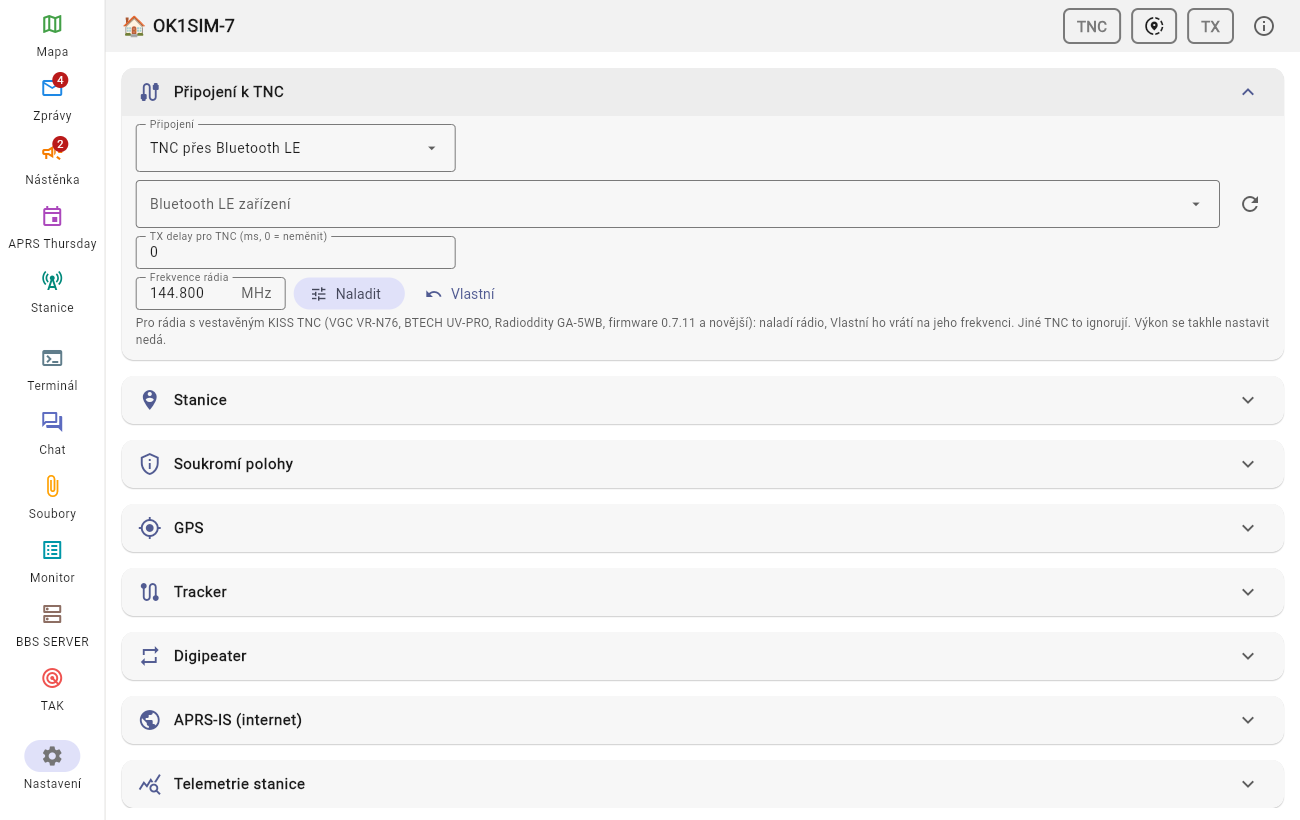 OK1SIM-7
TNC
TX
Mapa
4
Zprávy
2
Nástěnka
APRS Thursday
Stanice
Terminál
Chat
Soubory
Monitor
BBS SERVER
TAK
Nastavení
Připojení k TNC
Připojení
TNC přes Bluetooth LE
Bluetooth LE zařízení
TX delay pro TNC (ms, 0 = neměnit)
0
Frekvence rádia
144.800 MHz
Naladit
Vlastní
Pro rádia s vestavěným KISS TNC (VGC VR-N76, BTECH UV-PRO, Radioddity GA-5WB, firmware 0.7.11 a novější): naladí rádio, Vlastní ho vrátí na jeho frekvenci. Jiné TNC to ignorují. Výkon se takhle nastavit
nedá.
Stanice
Soukromí polohy
GPS
Tracker
Digipeater
APRS-IS (internet)
Telemetrie stanice